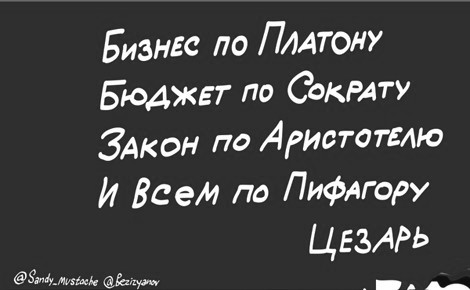 Бизнес по Платону
Бюджет по Сократу
Закон по Аристотелю
И Всем по Пифагору
Цезарь
@Sandy_Mustache @Bezizyanov